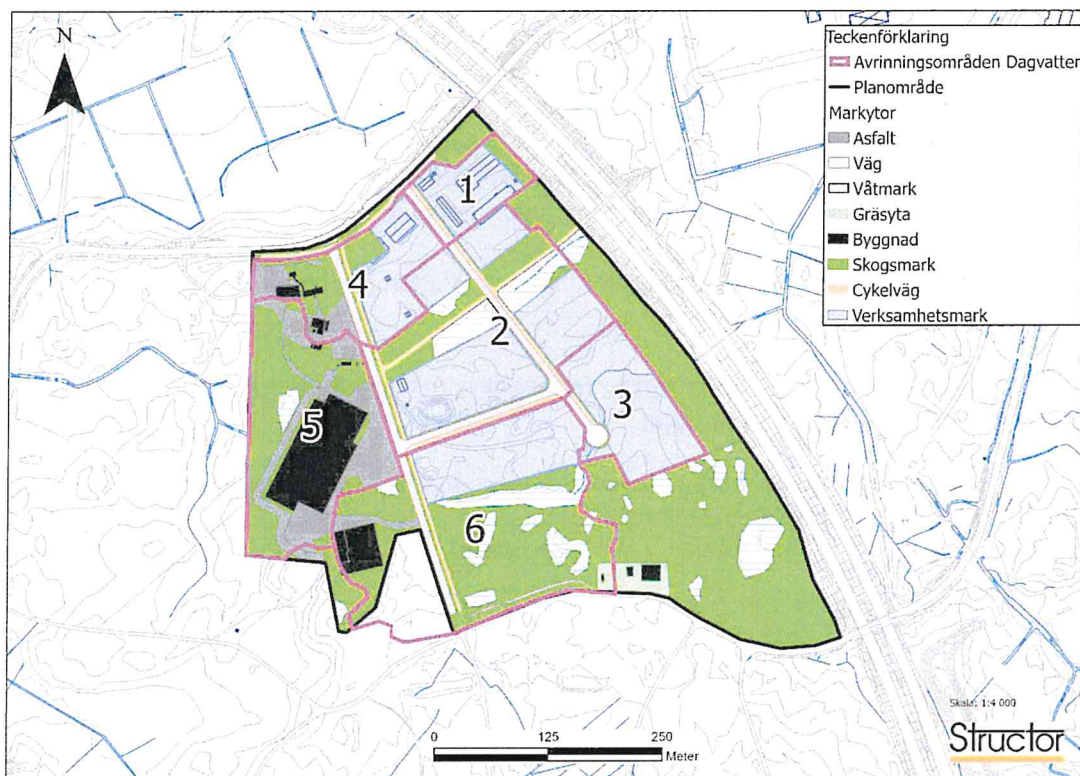 N
Teckenförklaring
Avrinningsområden Dagvatten
Planområde
Markytor
Asfalt
Väg
Våtmark
Gräsyta
Byggnad
Skogsmark
Cykelväg
Verksamhetsmark
1
4
2
3
5
6
Skala: 1:4 000
0 125 250
Meter
Structor